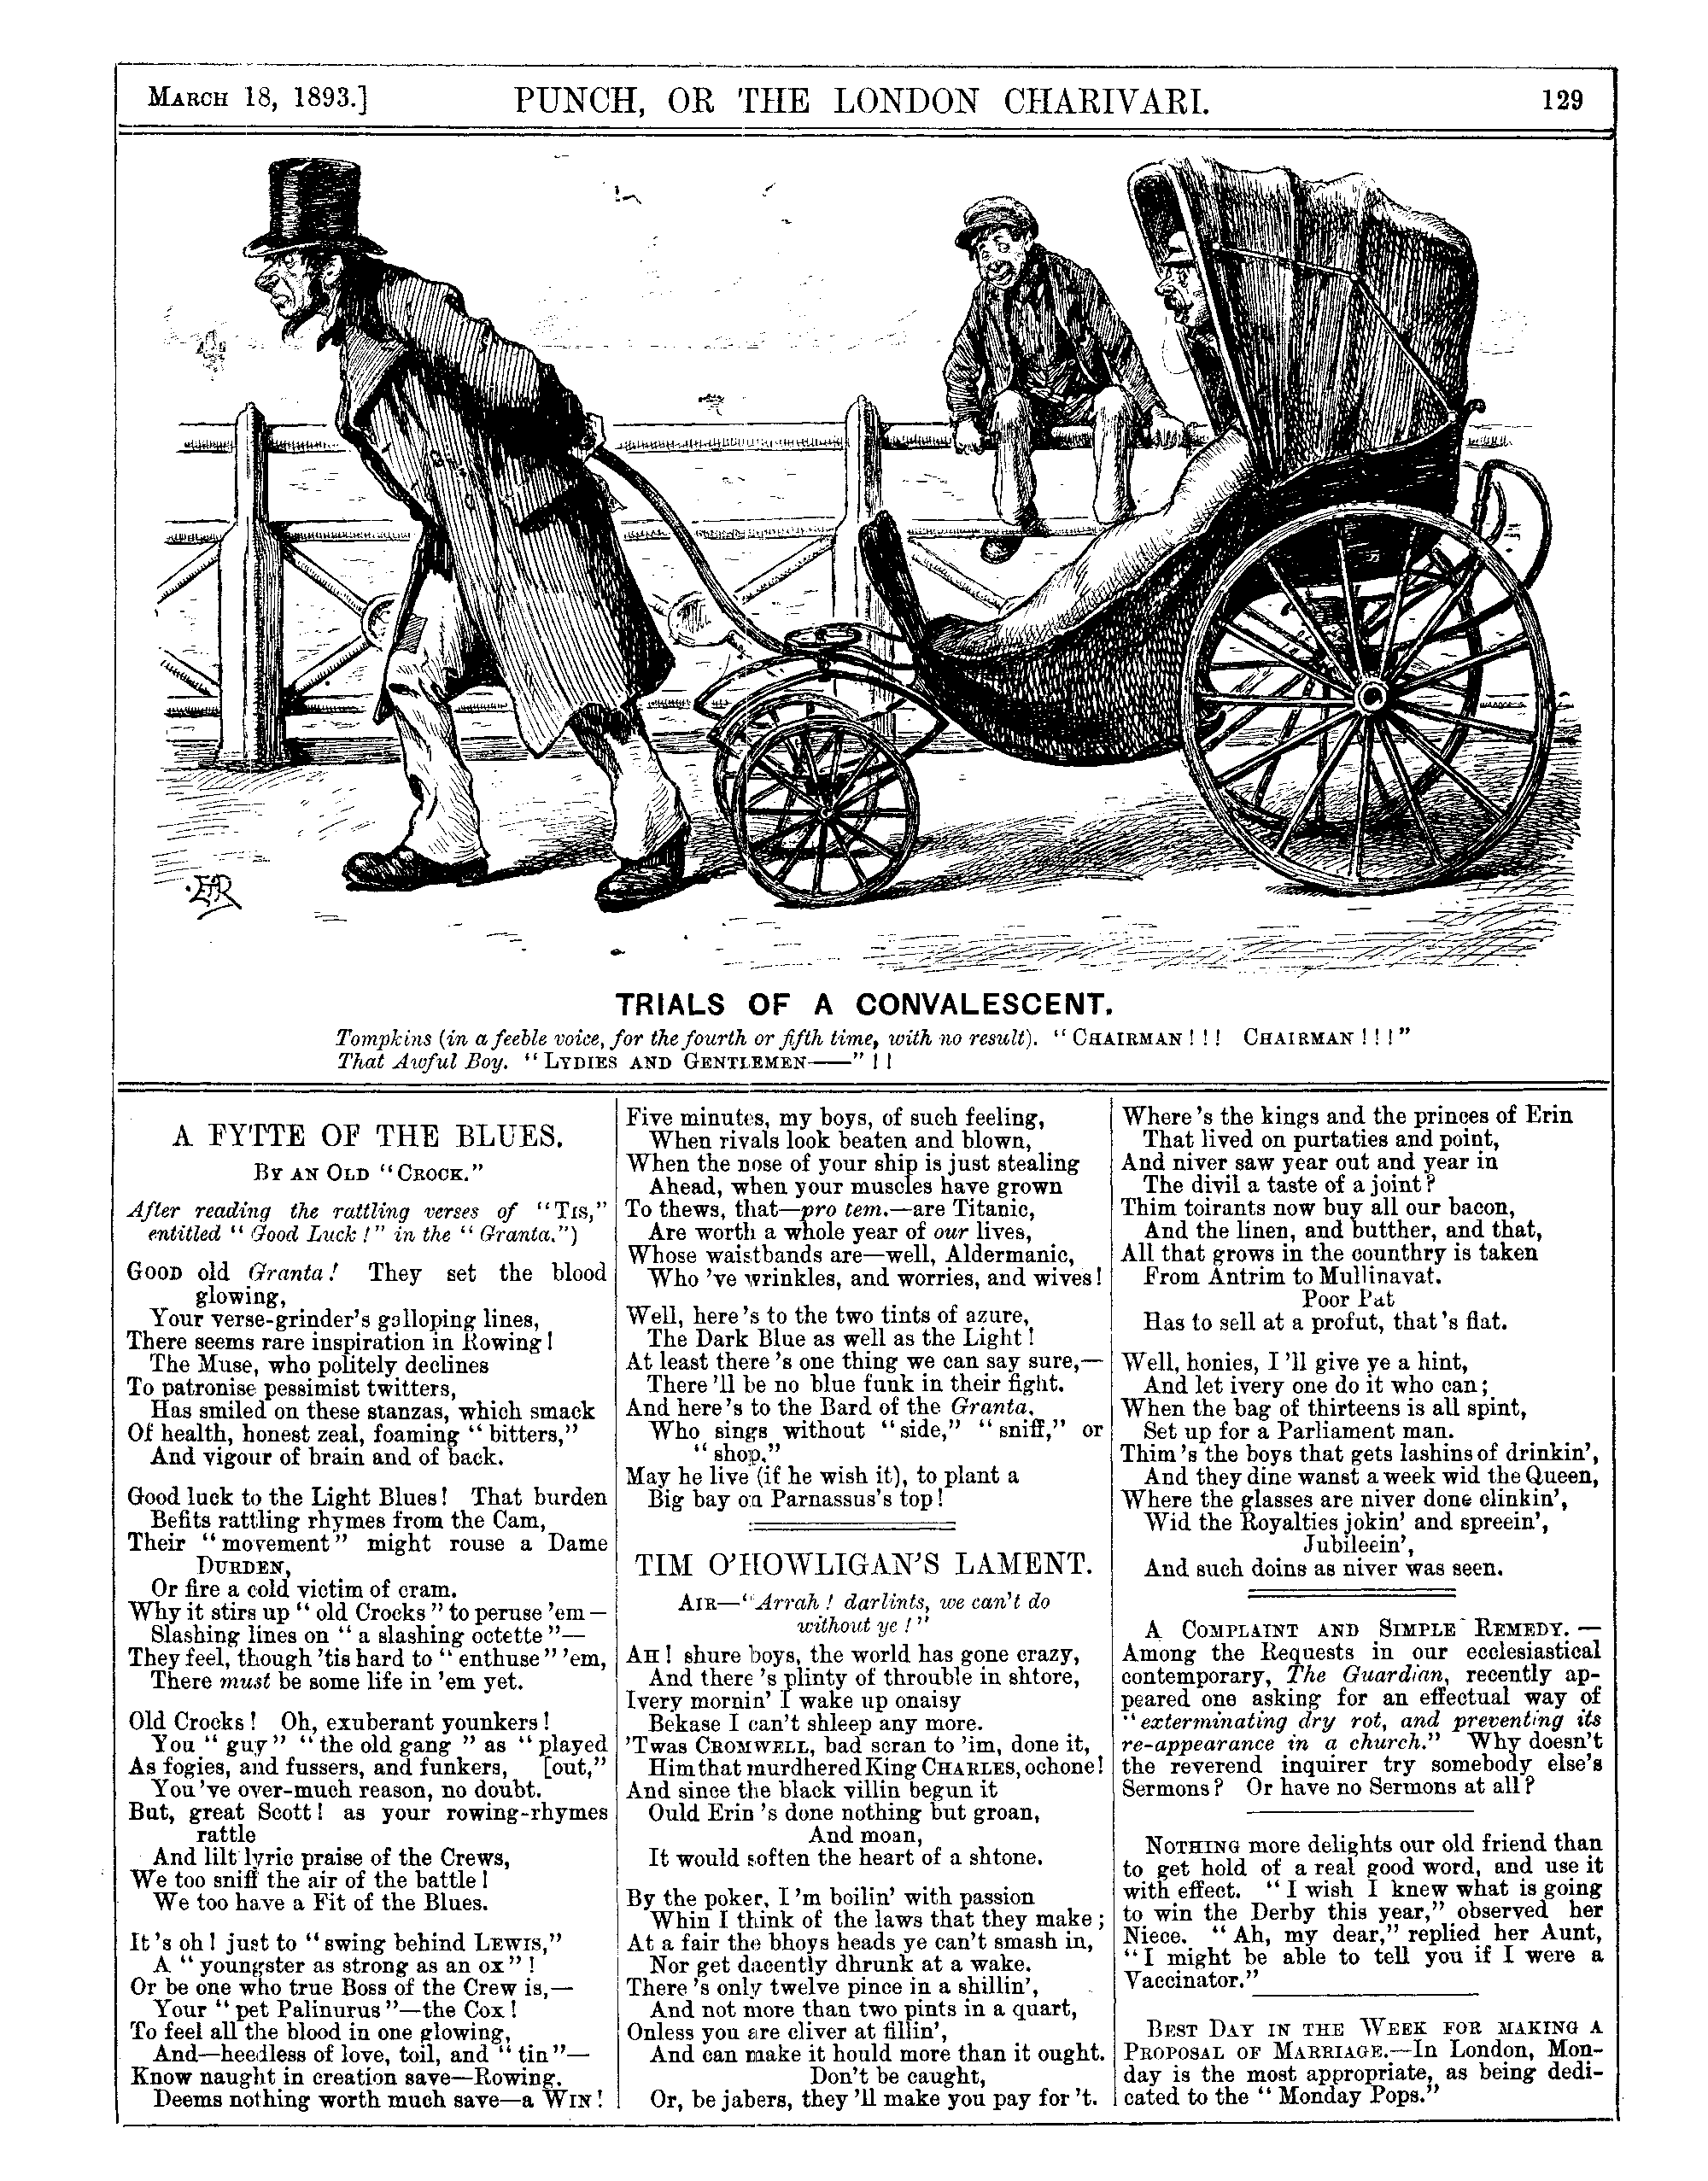 MARCH 18, 1893.]
PUNCH, OR THE LONDON CHARIVARI.
129
TRIALS OF A CONVALESCENT.
Tompkins (in a feeble voice, for the fourth or fifth time, with no result). "CHAIRMAN!!! CHAIRMAN!!!"
That Awful Boy. "LYDIES AND GENTLEMEN——"!!
A FYTTE OF THE BLUES.
BY AN OLD "CROCK."
After reading the rattling verses of "TIS,"
entitled "Good Luck!" in the "Granta.")
GOOD old Granta! They set the blood
glowing,
Your verse-grinder's galloping lines,
There seems rare inspiration in Rowing!
The Muse, who politely declines
To patronise pessimist twitters,
Has smiled on these stanzas, which smack
Of health, honest zeal, foaming "bitters,"
And vigour of brain and of back.
Good luck to the Light Blues! That burden
Befits rattling rhymes from the Cam,
Their "movement" might rouse a Dame
DURDEN,
Or fire a cold victim of cram.
Why it stirs up "old Crocks" to peruse 'em—
Slashing lines on "a slashing octette"—
They feel, though 'tis hard to "enthuse" 'em,
There must be some life in 'em yet.
Old Crocks! Oh, exuberant younkers!
You "guy" "the old gang" as "played
As fogies, and fussers, and funkers, [out,"
You've over-much reason, no doubt.
But, great Scott! as your rowing-rhymes
rattle
And lilt lyric praise of the Crews,
We too sniff the air of the battle!
We too have a Fit of the Blues.
It's oh! just to "swing behind LEWIS,"
A "youngster as strong as an ox"!
Or be one who true Boss of the Crew is,—
Your "pet Palinurus"—the Cox!
To feel all the blood in one glowing,
And—heedless of love, toil, and "tin"—
Know naught in creation save—Rowing.
Deems nothing worth much save—a WIN!
Five minutes, my boys, of such feeling,
When rivals look beaten and blown,
When the nose of your ship is just stealing
Ahead, when your muscles have grown
To thews, that—pro tem.—are Titanic,
Are worth a whole year of our lives,
Whose waistbands are—well, Aldermanic,
Who've wrinkles, and worries, and wives!
Well, here's to the two tints of azure,
The Dark Blue as well as the Light!
At least there's one thing we can say sure,—
There'll be no blue funk in their fight.
And here's to the Bard of the Granta,
Who sings without "side," "sniff," or
"shop."
May he live (if he wish it), to plant a
Big bay on Parnassus's top!
TIM O'HOWLIGAN'S LAMENT.
AIR—"Arrah! darlints, we can't do
without ye!"
AH! shure boys, the world has gone crazy,
And there's plinty of throuble in shtore,
Ivery mornin' I wake up onaisy
Bekase I can't shleep any more.
'Twas CROMWELL, bad scran to 'im, done it,
Him that murdhered King CHARLES, ochone!
And since the black villin begun it
Ould Erin's done nothing but groan,
And moan,
It would soften the heart of a shtone.
By the poker, I'm boilin' with passion
Whin I think of the laws that they make;
At a fair the bhoys heads ye can't smash in,
Nor get dacently dhrunk at a wake.
There's only twelve pince in a shillin',
And not more than two pints in a quart,
Onless you are cliver at fillin',
And can make it hould more than it ought.
Don't be caught,
Or, be jabers, they'll make you pay for't.
Where's the kings and the princes of Erin
That lived on purtaties and point,
And niver saw year out and year in
The divil a taste of a joint?
Thim toirants now buy all our bacon,
And the linen, and butther, and that,
All that grows in the counthry is taken
From Antrim to Mullinavat.
Poor Pat
Has to sell at a profut, that's flat.
Well, honies, I'll give ye a hint,
And let ivery one do it who can;
When the bag of thirteens is all spint,
Set up for a Parliament man.
Thim's the boys that gets lashins of drinkin',
And they dine wanst a week wid the Queen,
Where the glasses are niver done clinkin',
Wid the Royalties jokin' and spreein',
Jubileein',
And such doins as niver was seen.
A COMPLAINT AND SIMPLE REMEDY.—
Among the Requests in our ecclesiastical
contemporary, The Guardian, recently ap-
peared one asking for an effectual way of
"exterminating dry rot, and preventing its
re-appearance in a church." Why doesn't
the reverend inquirer try somebody else's
Sermons? Or have no Sermons at all?
NOTHING more delights our old friend than
to get hold of a real good word, and use it
with effect. "I wish I knew what is going
to win the Derby this year," observed her
Niece. "Ah, my dear," replied her Aunt,
"I might be able to tell you if I were a
Vaccinator."
BEST DAY IN THE WEEK FOR MAKING A
PROPOSAL OF MARRIAGE.—In London, Mon-
day is the most appropriate, as being dedi-
cated to the "Monday Pops."